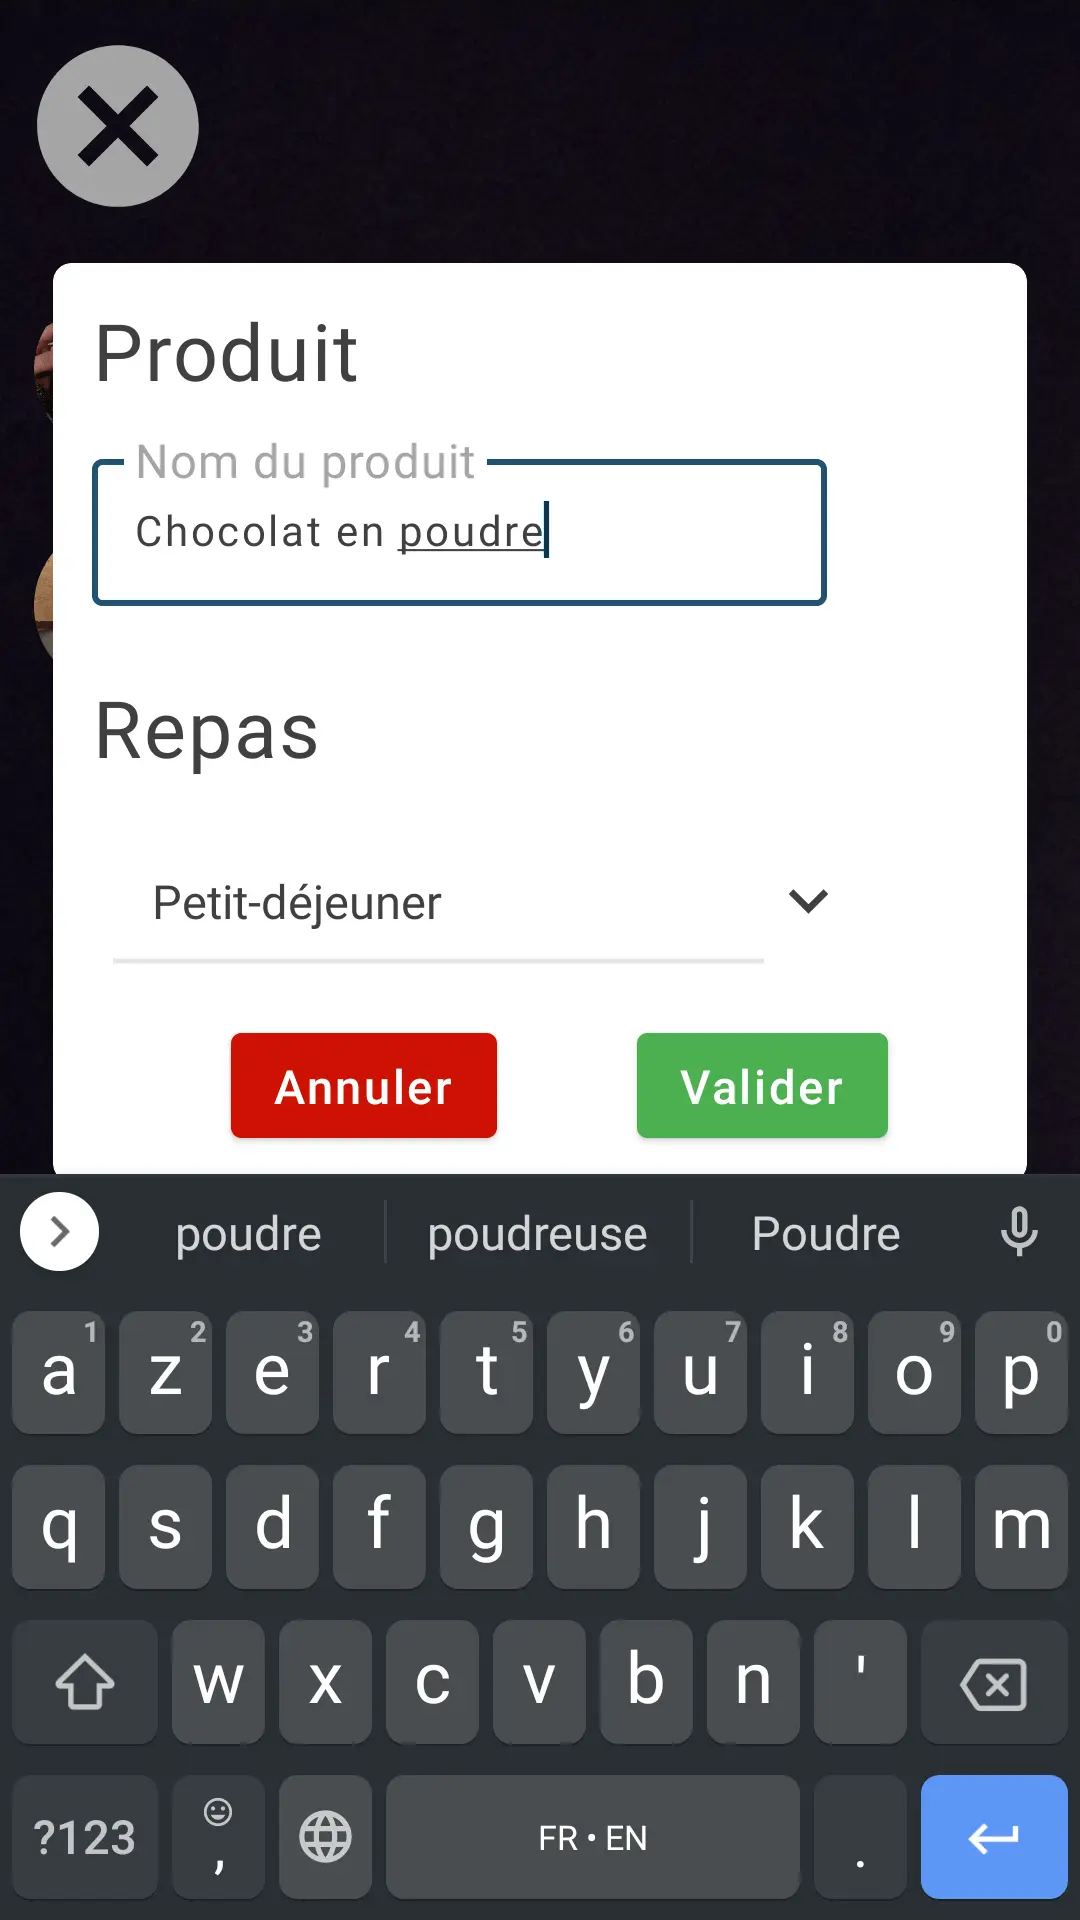 Produit
Nom du produit
Chocolat en poudre
Repas
Petit-déjeuner
Annuler Valider
poudre poudreuse Poudre
1 2 3 4 5 6 7 8 9 0
a z e r t y u i o p
q s d f g h j k l m
w x c v b n '
?123 , FR • EN .